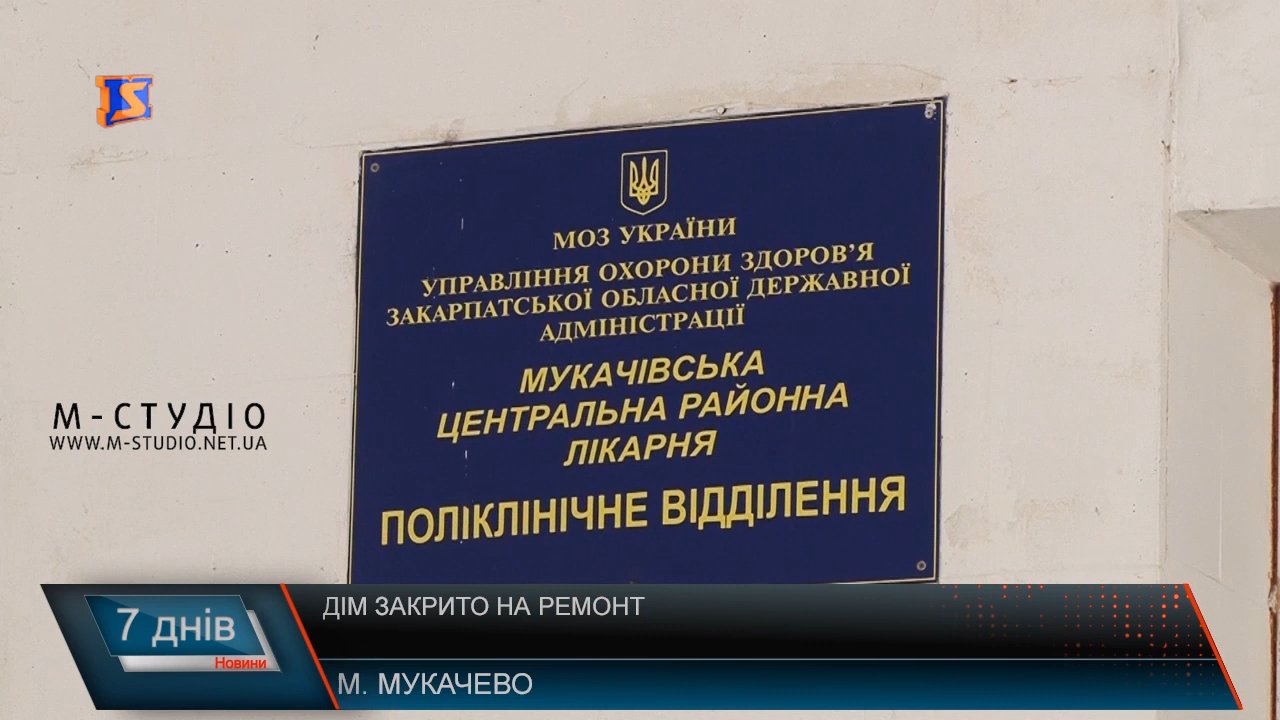 S
МОЗ УКРАЇНИ
УПРАВЛІННЯ ОХОРОНИ ЗДОРОВ’Я
ЗАКАРПАТСЬКОЇ ОБЛАСНОЇ ДЕРЖАВНОЇ
АДМІНІСТРАЦІЇ
МУКАЧІВСЬКА
ЦЕНТРАЛЬНА РАЙОННА
ЛІКАРНЯ
ПОЛІКЛІНІЧНЕ ВІДДІЛЕННЯ
М-СТУДІО
WWW.M-STUDIO.NET.UA
7 днів
Новини
ДІМ ЗАКРИТО НА РЕМОНТ
М. МУКАЧЕВО